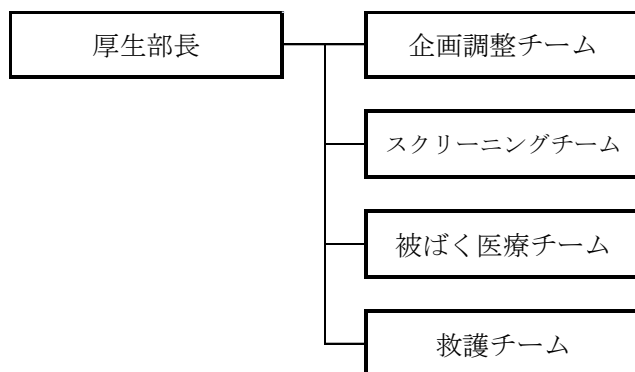 厚生部長
企画調整チーム
スクリーニングチーム
被ばく医療チーム
救護チーム